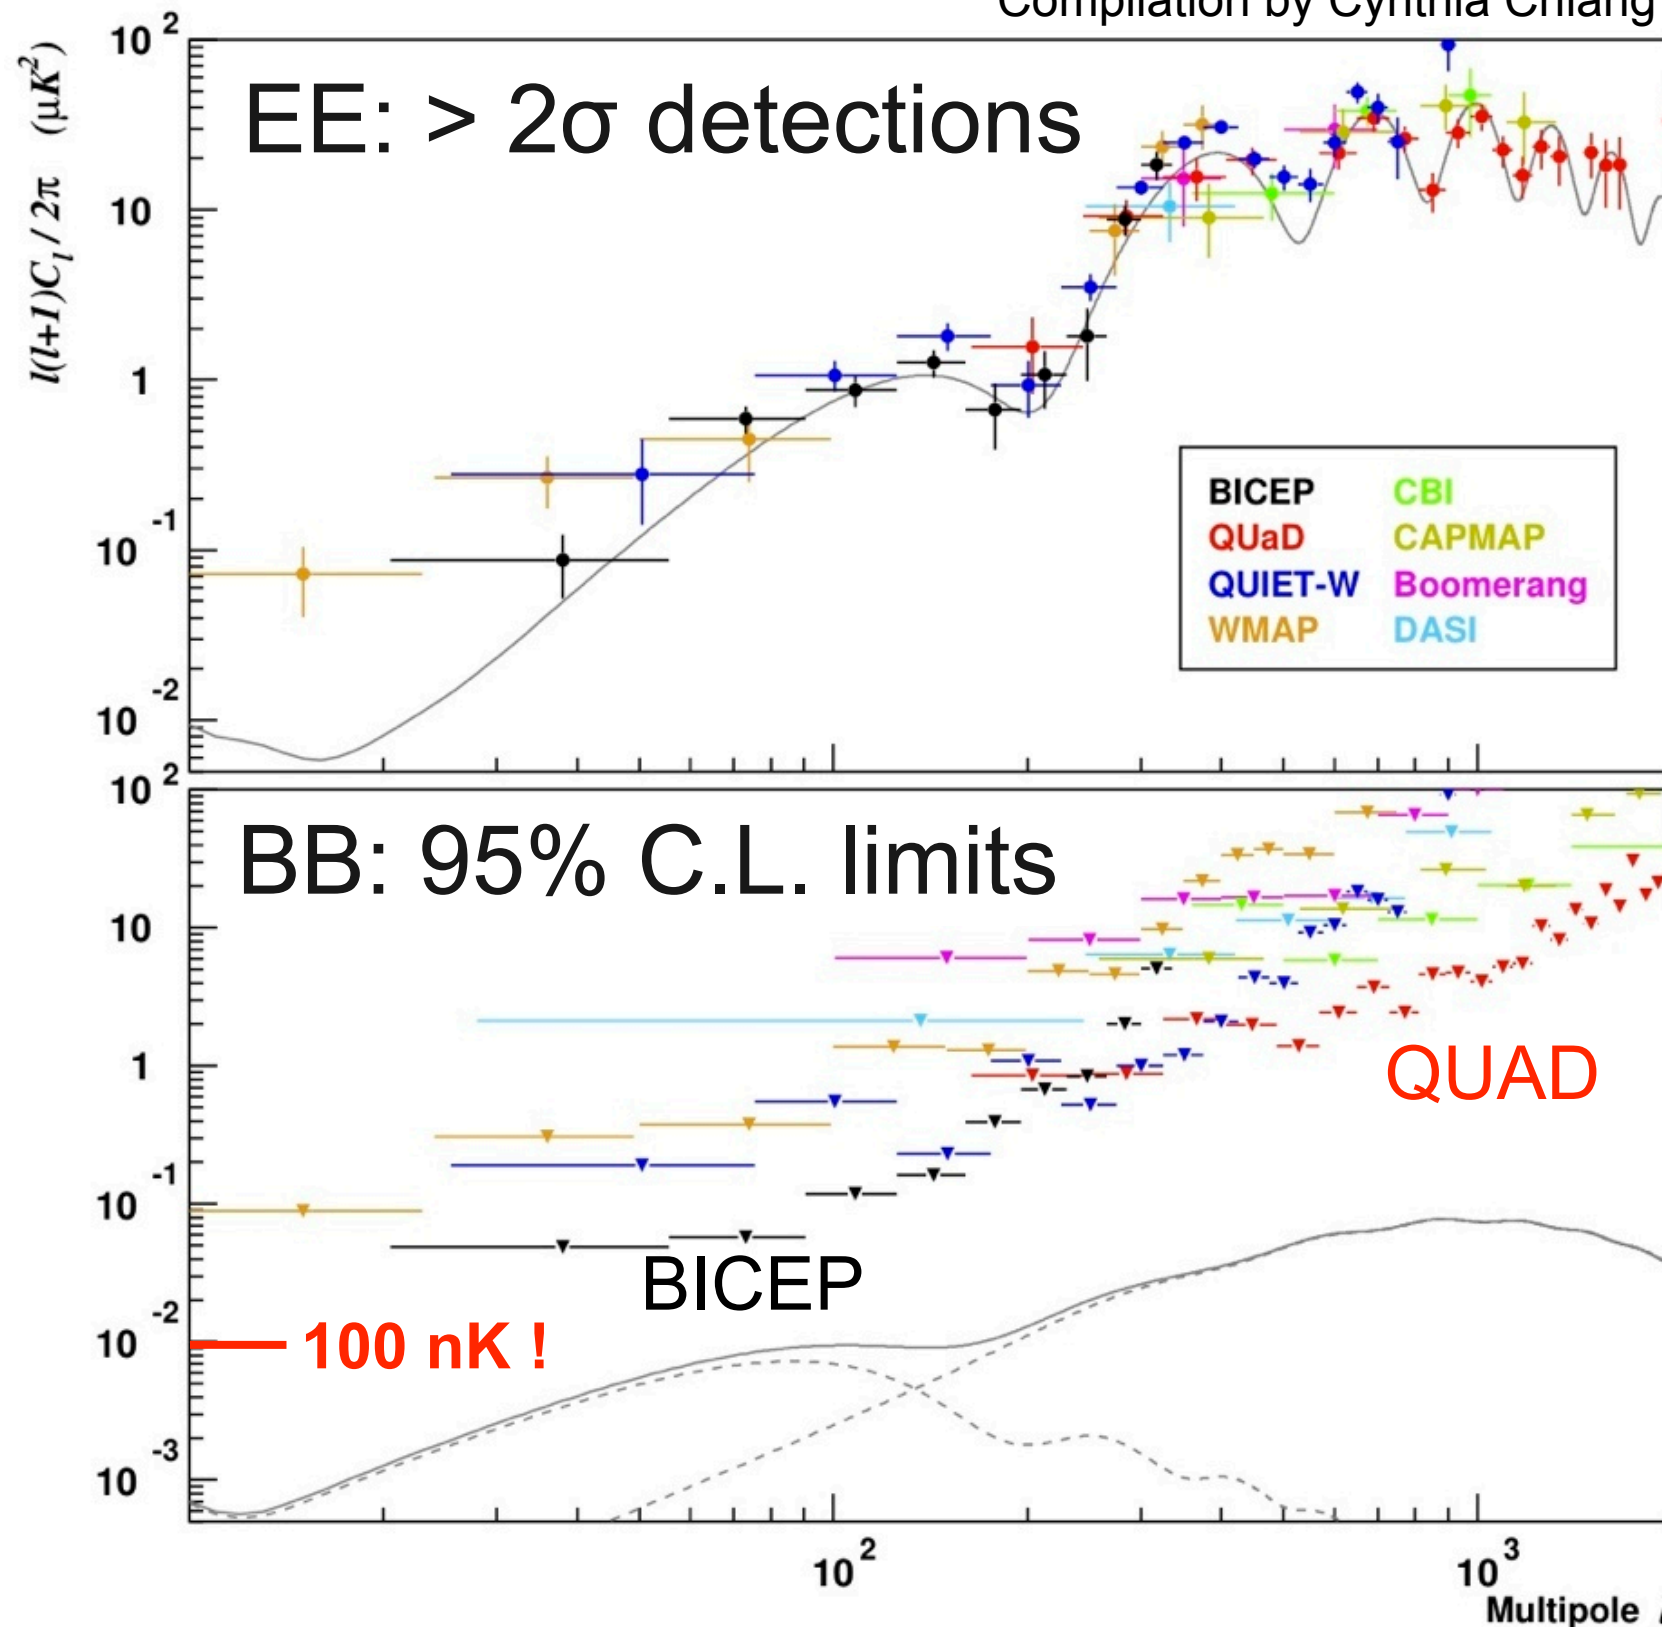 Compilation by Cynthia Chiang
l(l+1)C_l / 2π (μK²)
10²
EE: > 2σ detections
10
1
10⁻¹
10⁻²
BICEP CBI
QUaD CAPMAP
QUIET-W Boomerang
WMAP DASI
10²
BB: 95% C.L. limits
10
1
QUAD
10⁻¹
BICEP
10⁻²
100 nK !
10⁻³
10² 10³
Multipole